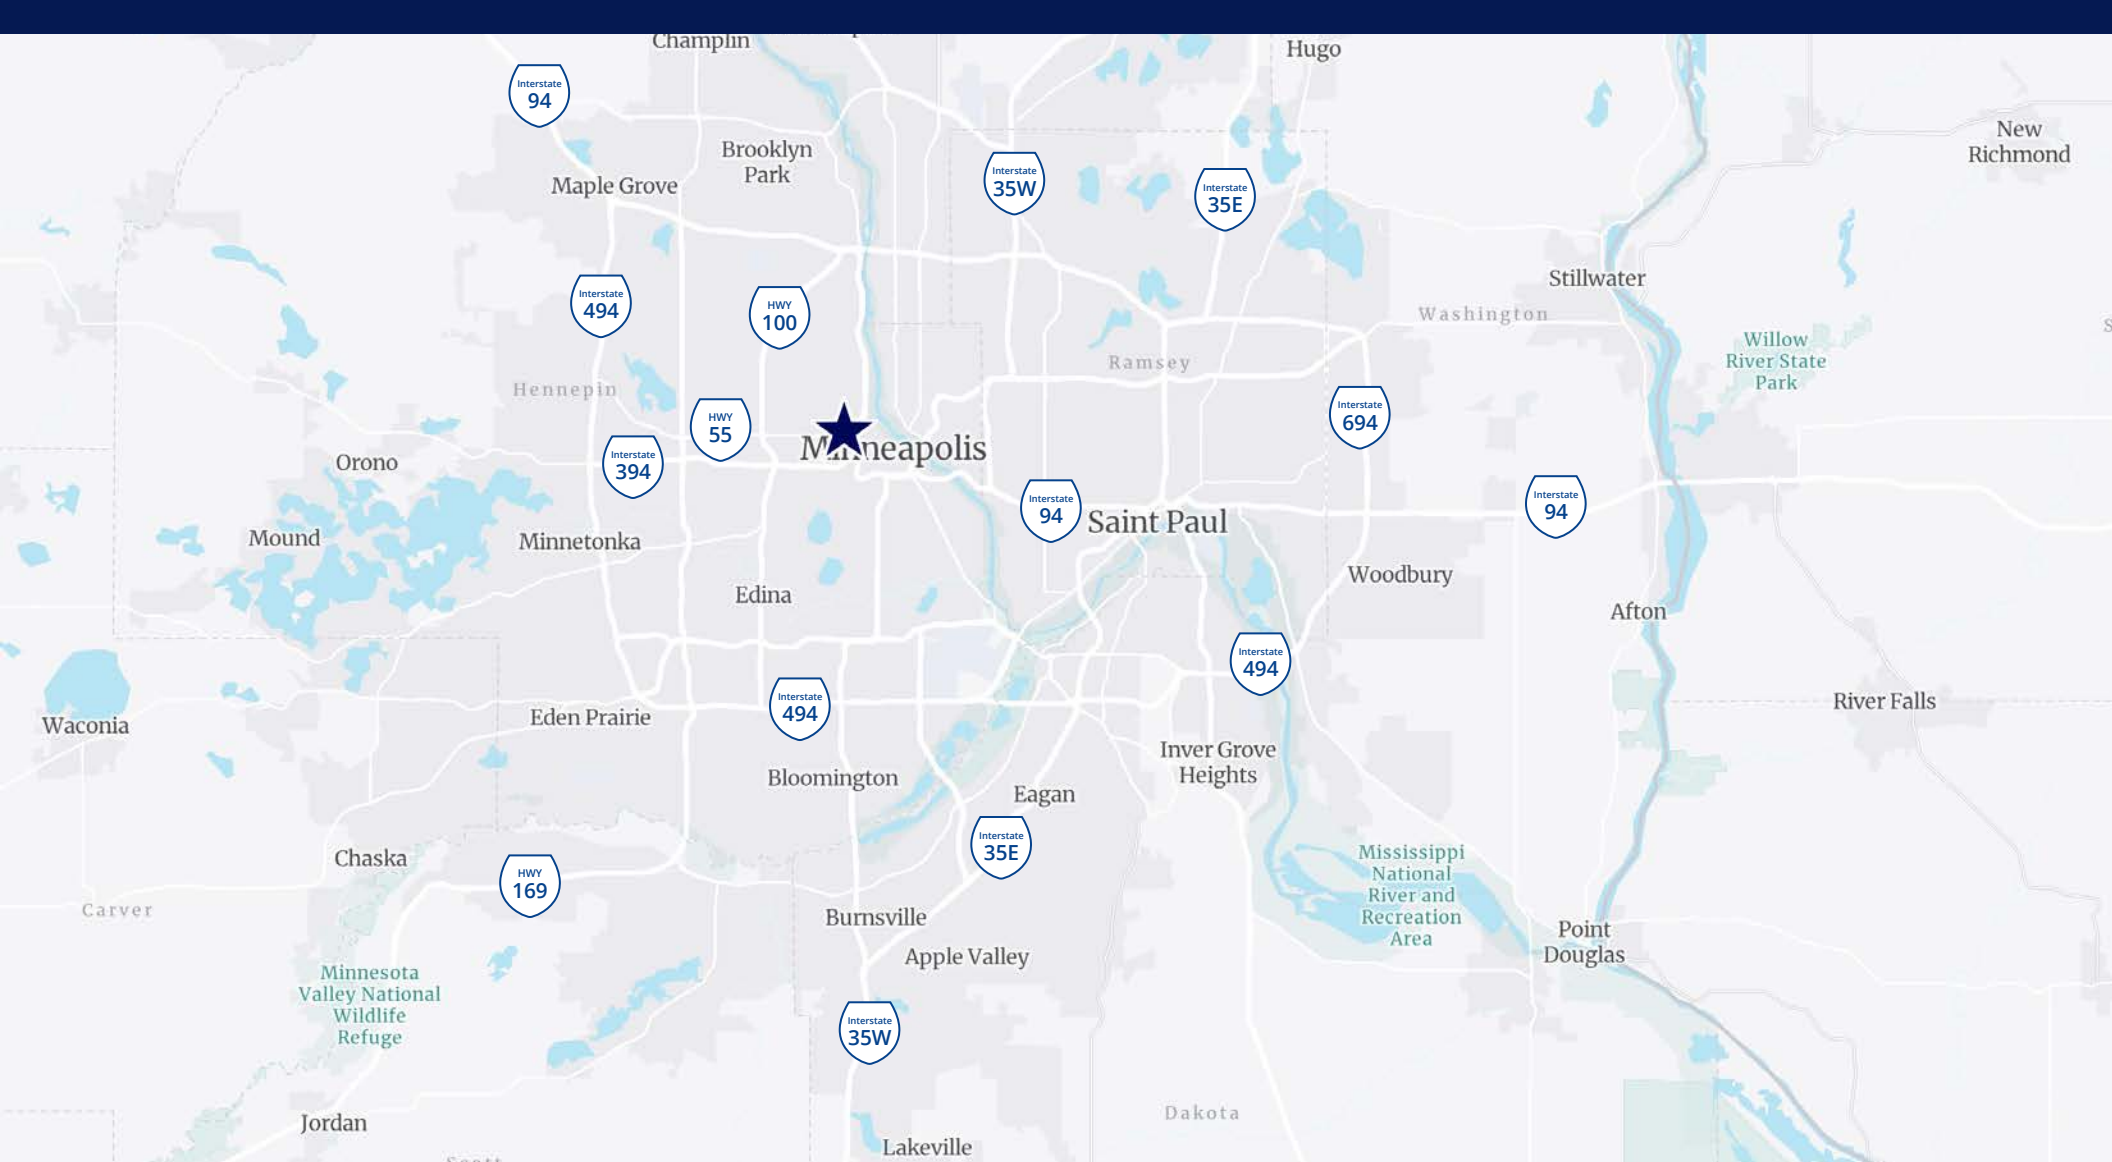 Champlin
Hugo
Interstate
94
New
Richmond
Brooklyn
Park
Maple Grove
Interstate
35W
Interstate
35E
Stillwater
Interstate
494
HWY
100
Washington
Willow
River State
Park
Ramsey
Hennepin
HWY
55
Interstate
694
Minneapolis
Interstate
394
Orono
Interstate
94
Interstate
94
Saint Paul
Mound
Minnetonka
Woodbury
Edina
Afton
Interstate
494
River Falls
Interstate
494
Eden Prairie
Waconia
Inver Grove
Heights
Bloomington
Eagan
Interstate
35E
Chaska
Mississippi
National
River and
Recreation
Area
HWY
169
Carver
Burnsville
Point
Douglas
Apple Valley
Minnesota
Valley National
Wildlife
Refuge
Interstate
35W
Dakota
Jordan
Lakeville